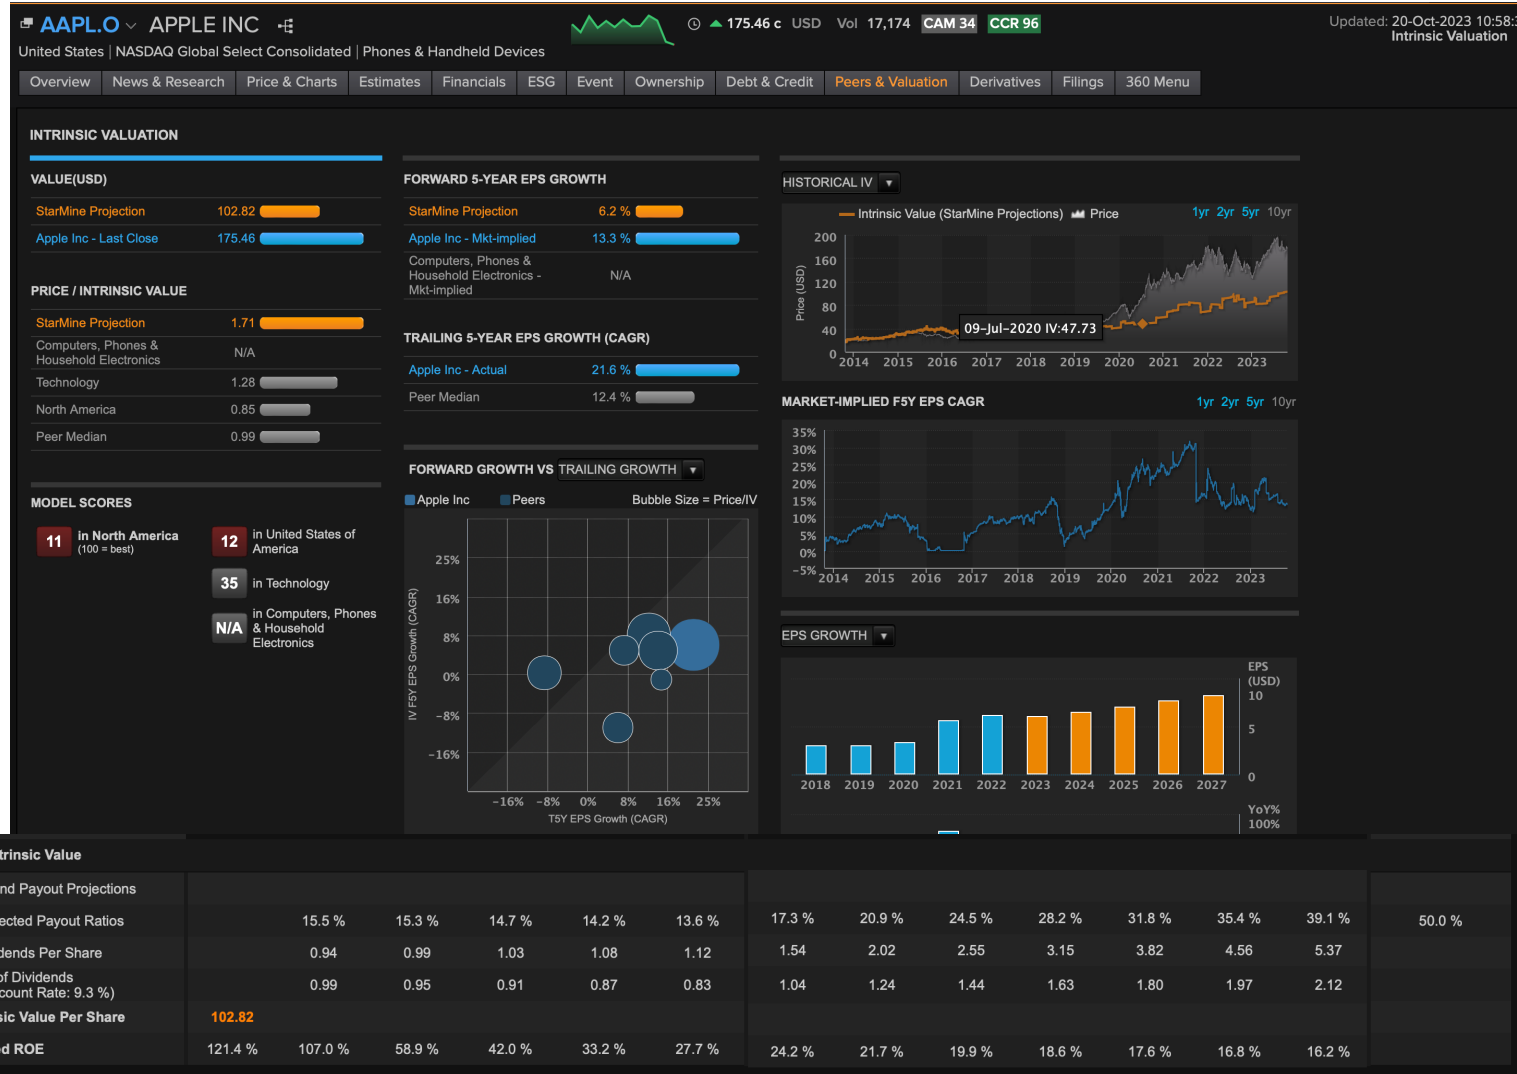 AAPL.O APPLE INC
175.46 c USD Vol 17,174 CAM 34 CCR 96
Updated: 20-Oct-2023 10:58:3
Intrinsic Valuation
United States | NASDAQ Global Select Consolidated | Phones & Handheld Devices
Overview News & Research Price & Charts Estimates Financials ESG Event Ownership Debt & Credit Peers & Valuation Derivatives Filings 360 Menu
INTRINSIC VALUATION
VALUE(USD)
StarMine Projection 102.82
Apple Inc - Last Close 175.46
PRICE / INTRINSIC VALUE
StarMine Projection 1.71
Computers, Phones &
Household Electronics N/A
Technology 1.28
North America 0.85
Peer Median 0.99
MODEL SCORES
11 in North America
(100 = best)
12 in United States of
America
35 in Technology
N/A in Computers, Phones
& Household
Electronics
FORWARD 5-YEAR EPS GROWTH
StarMine Projection 6.2 %
Apple Inc - Mkt-implied 13.3 %
Computers, Phones &
Household Electronics - N/A
Mkt-implied
TRAILING 5-YEAR EPS GROWTH (CAGR)
Apple Inc - Actual 21.6 %
Peer Median 12.4 %
FORWARD GROWTH VS TRAILING GROWTH
Apple Inc Peers Bubble Size = Price/IV
IV F5Y EPS Growth (CAGR)
25%
16%
8%
0%
-8%
-16%
-16% -8% 0% 8% 16% 25%
T5Y EPS Growth (CAGR)
HISTORICAL IV
Intrinsic Value (StarMine Projections) Price
1yr 2yr 5yr 10yr
Price (USD)
200
160
120
80
40
0
09-Jul-2020 IV:47.73
2014 2015 2016 2017 2018 2019 2020 2021 2022 2023
MARKET-IMPLIED F5Y EPS CAGR
1yr 2yr 5yr 10yr
35%
30%
25%
20%
15%
10%
5%
0%
-5%
2014 2015 2016 2017 2018 2019 2020 2021 2022 2023
EPS GROWTH
EPS
(USD)
10
5
0
2018 2019 2020 2021 2022 2023 2024 2025 2026 2027
YoY%
100%
trinsic Value
nd Payout Projections
ected Payout Ratios 15.5 % 15.3 % 14.7 % 14.2 % 13.6 % 17.3 % 20.9 % 24.5 % 28.2 % 31.8 % 35.4 % 39.1 % 50.0 %
dends Per Share 0.94 0.99 1.03 1.08 1.12 1.54 2.02 2.55 3.15 3.82 4.56 5.37
of Dividends
count Rate: 9.3 %) 0.99 0.95 0.91 0.87 0.83 1.04 1.24 1.44 1.63 1.80 1.97 2.12
sic Value Per Share 102.82
d ROE 121.4 % 107.0 % 58.9 % 42.0 % 33.2 % 27.7 % 24.2 % 21.7 % 19.9 % 18.6 % 17.6 % 16.8 % 16.2 %